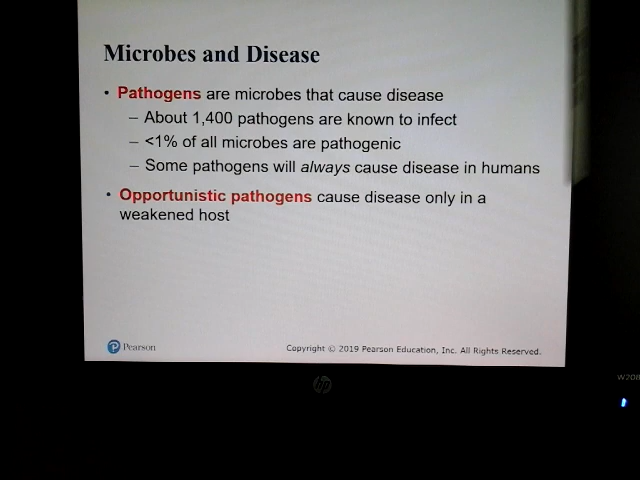 Microbes and Disease
• Pathogens are microbes that cause disease
– About 1,400 pathogens are known to infect
– <1% of all microbes are pathogenic
– Some pathogens will always cause disease in humans
• Opportunistic pathogens cause disease only in a
weakened host
Pearson
Copyright © 2019 Pearson Education, Inc. All Rights Reserved.
hp